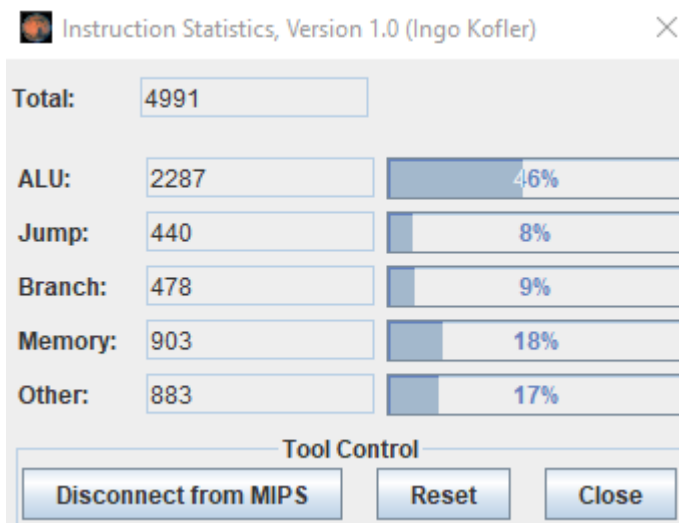 Instruction Statistics, Version 1.0 (Ingo Kofler)
Total: 4991
ALU: 2287 46%
Jump: 440 8%
Branch: 478 9%
Memory: 903 18%
Other: 883 17%
Tool Control
Disconnect from MIPS Reset Close